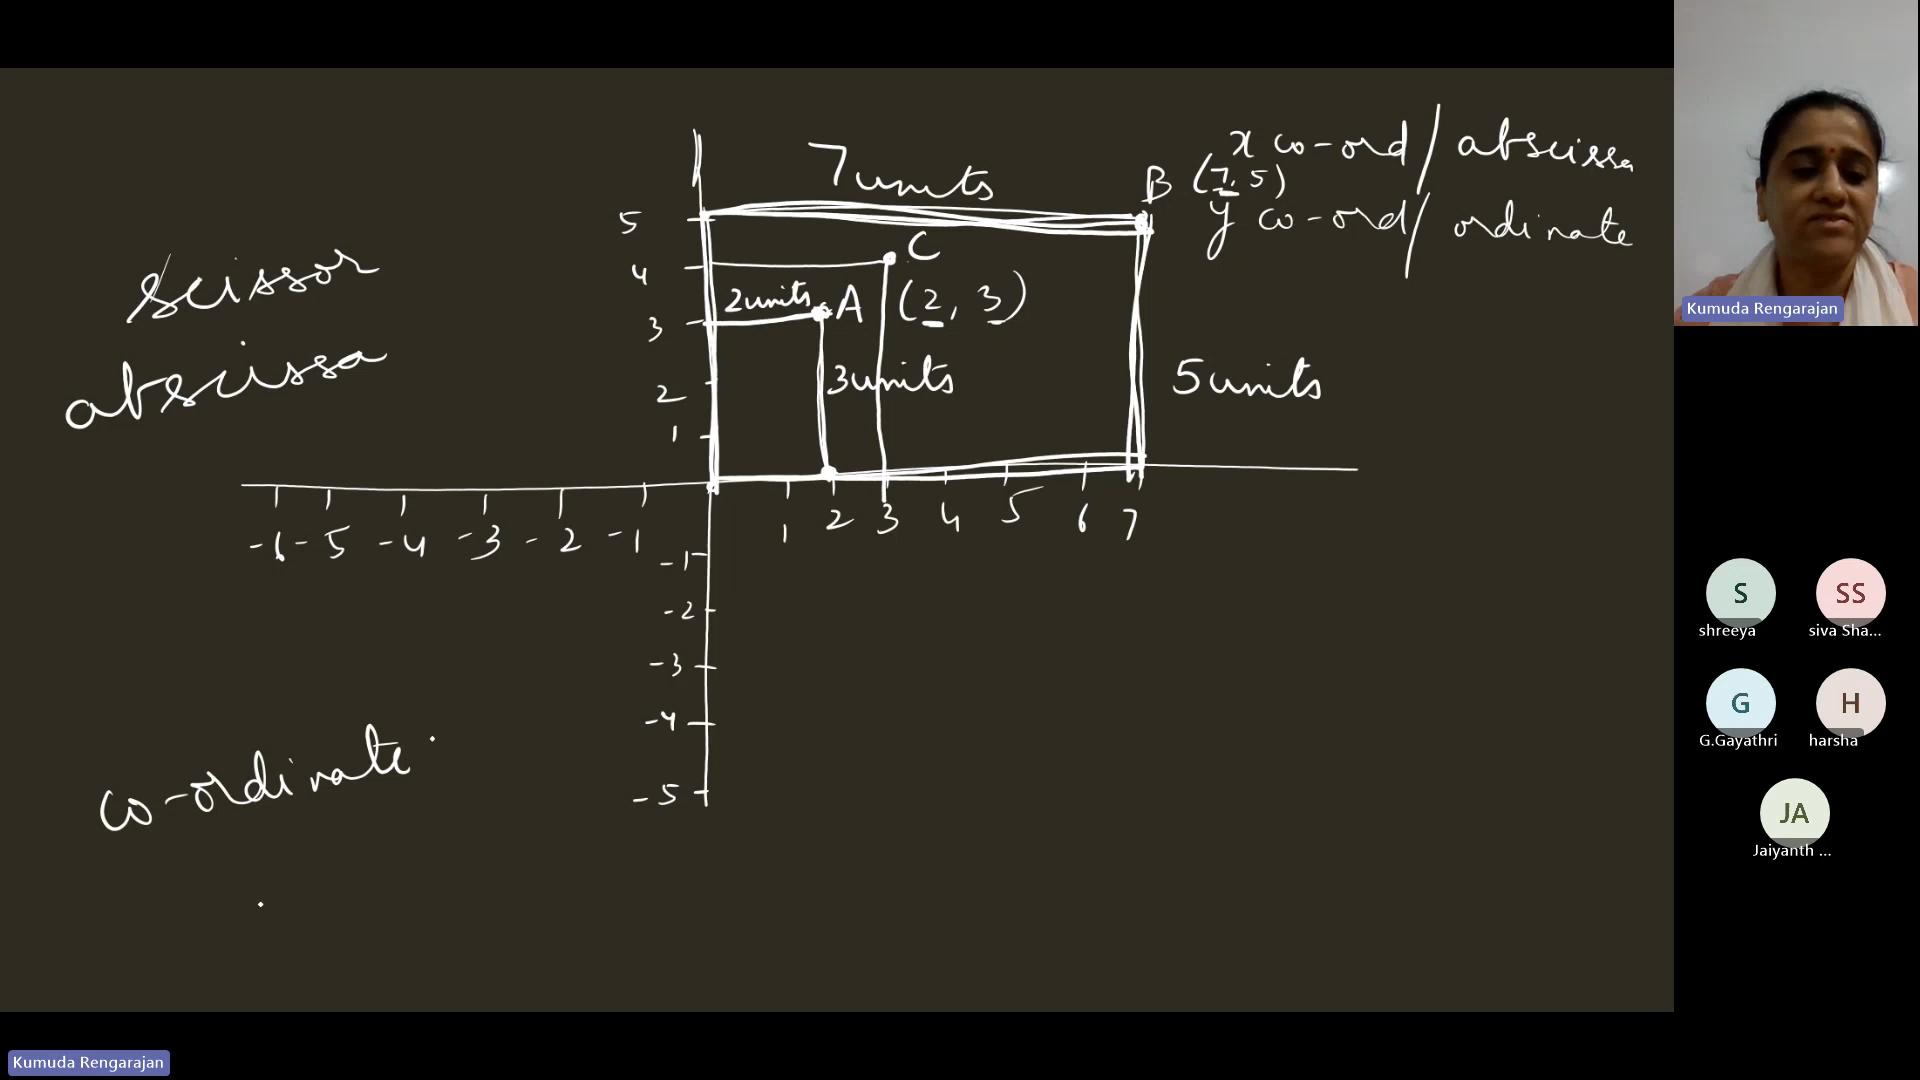 7units
x co-ord/ abscissa
B (7, 5)
y co-ord/ ordinate
5
4
3
2
1
C
2units A (2, 3)
3units
5units
scissor
abscissa
-6 -5 -4 -3 -2 -1
1 2 3 4 5 6 7
-1
-2
-3
-4
-5
co-ordinate
Kumuda Rengarajan
S
shreeya
SS
siva Sha...
G
G.Gayathri
H
harsha
JA
Jaiyanth ...
Kumuda Rengarajan